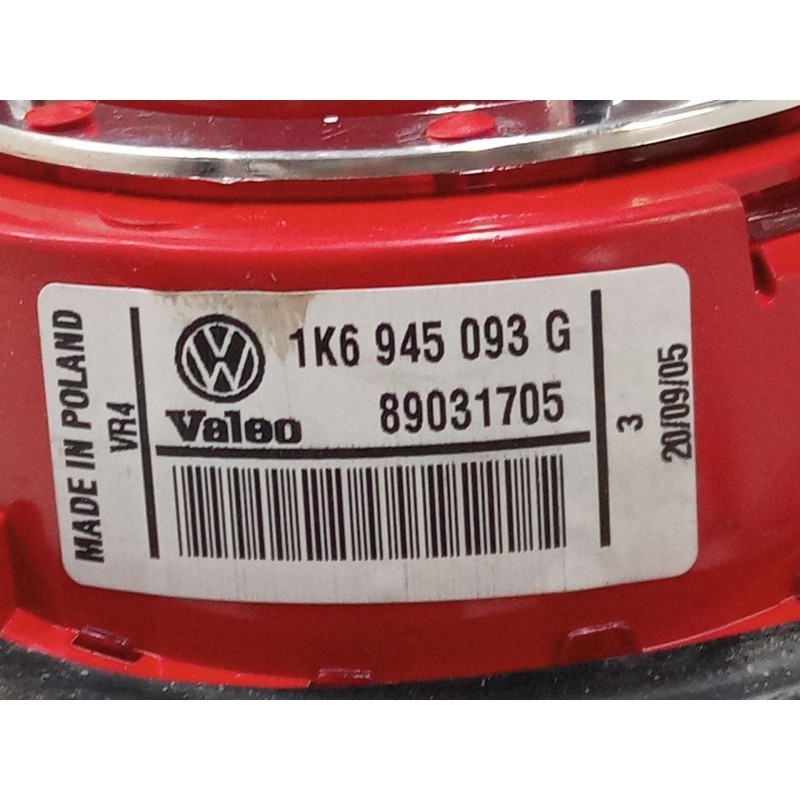 MADE IN POLAND
VR4
1K6 945 093 G
Valeo
89031705
3
20/09/05